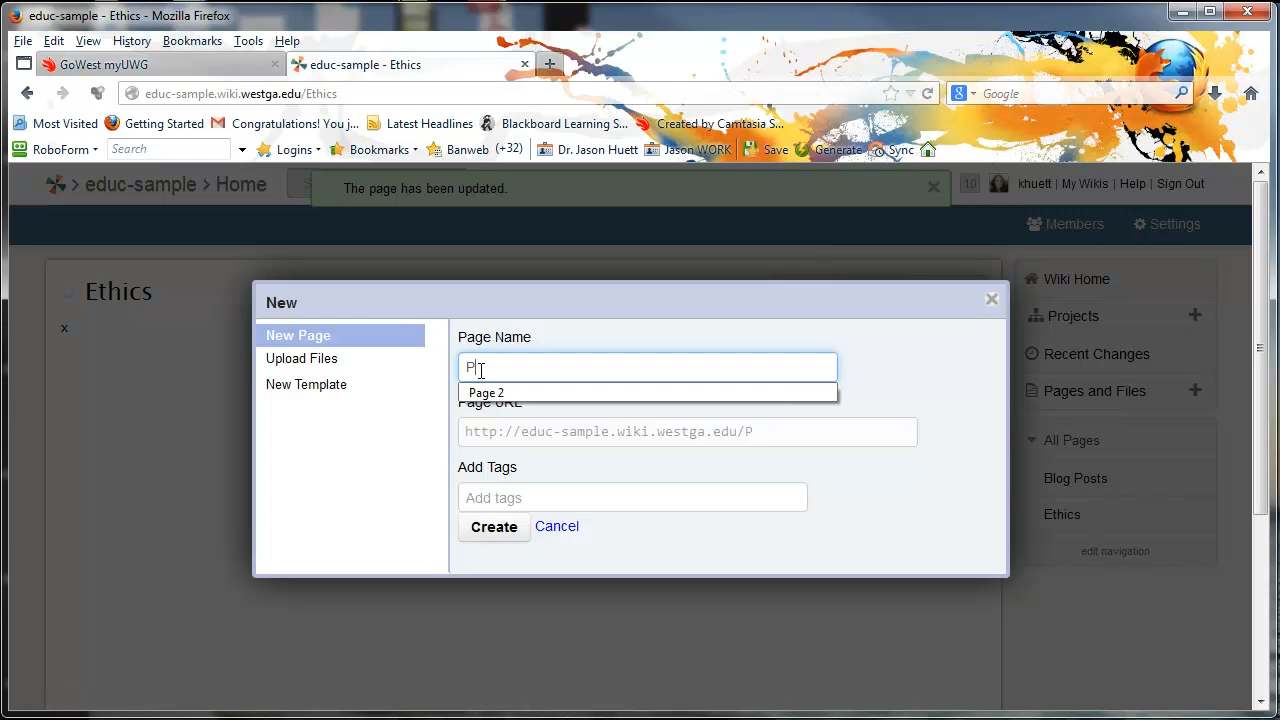 educ-sample - Ethics - Mozilla Firefox
File Edit View History Bookmarks Tools Help
GoWest myUWG × educ-sample - Ethics ×
educ-sample.wiki.westga.edu/Ethics Google
Most Visited Getting Started Congratulations! You j... Latest Headlines Blackboard Learning S... Created by Camtasia S...
RoboForm Search Logins Bookmarks Banweb (+32) Dr. Jason Huett Jason WORK Save Generate Sync
educ-sample › Home The page has been updated. 10 khuett | My Wikis | Help | Sign Out
Members Settings
Ethics
x
New
New Page
Upload Files
New Template
Page Name
P
Page 2
Page URL
http://educ-sample.wiki.westga.edu/P
Add Tags
Add tags
Create Cancel
Wiki Home
Projects
Recent Changes
Pages and Files
All Pages
Blog Posts
Ethics
edit navigation